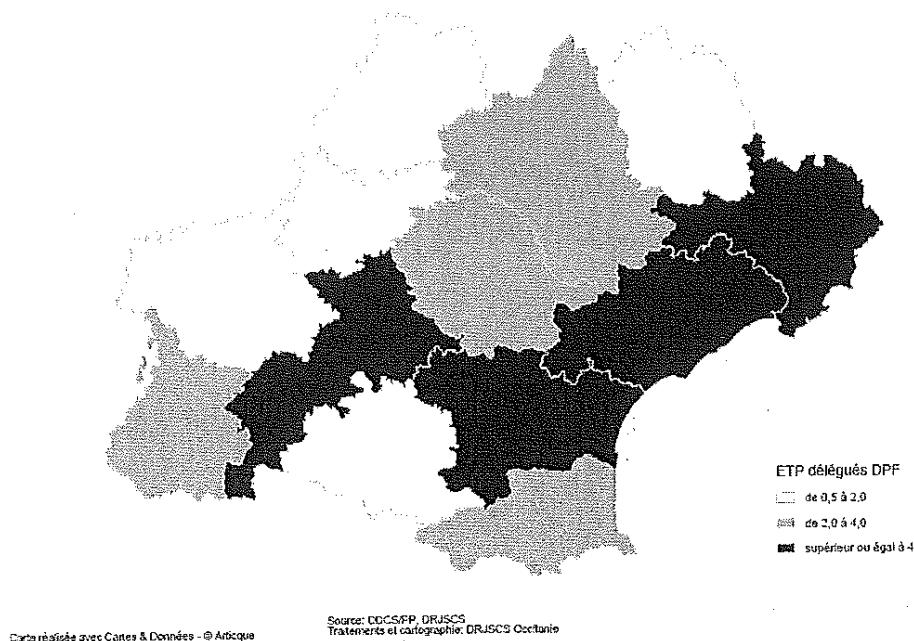 ETP délégués DPF
de 0,5 à 2,0
de 2,0 à 4,0
supérieur ou égal à 4
Source: DDCS/PP, DRJSCS
Traitements et cartographie: DRJSCS Occitanie
Carte réalisée avec Cartes & Données - © Articque